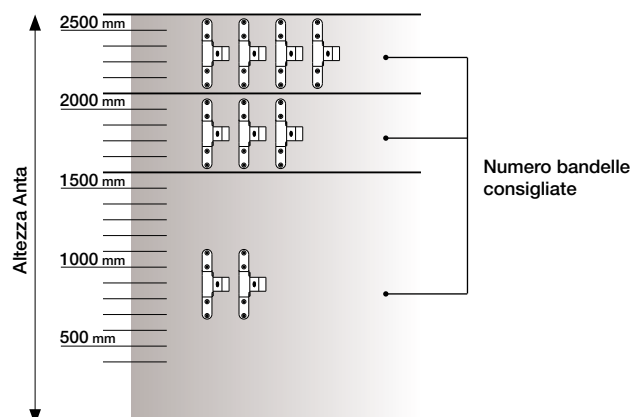 2500 mm
2000 mm
1500 mm
1000 mm
500 mm
Altezza Anta
Numero bandelle
consigliate